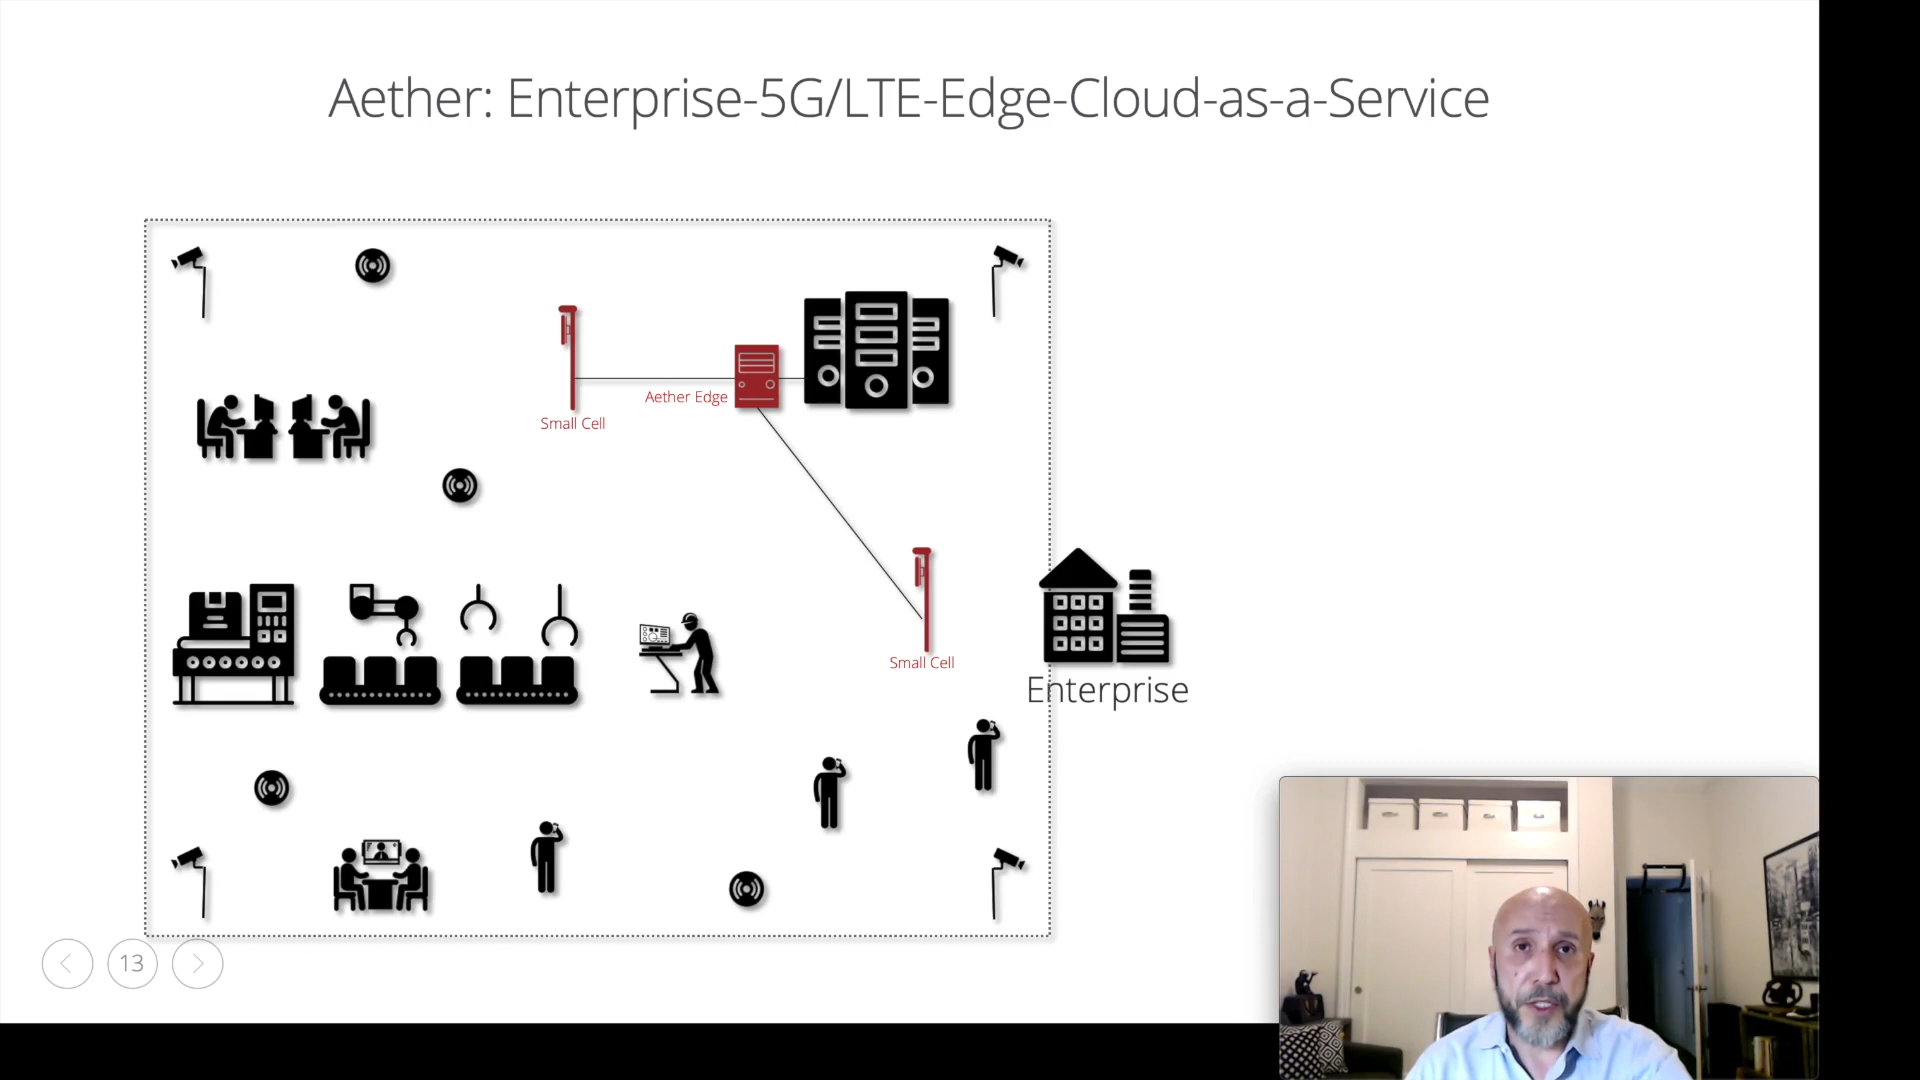 Aether: Enterprise-5G/LTE-Edge-Cloud-as-a-Service
Aether Edge
Small Cell
Small Cell
Enterprise
13